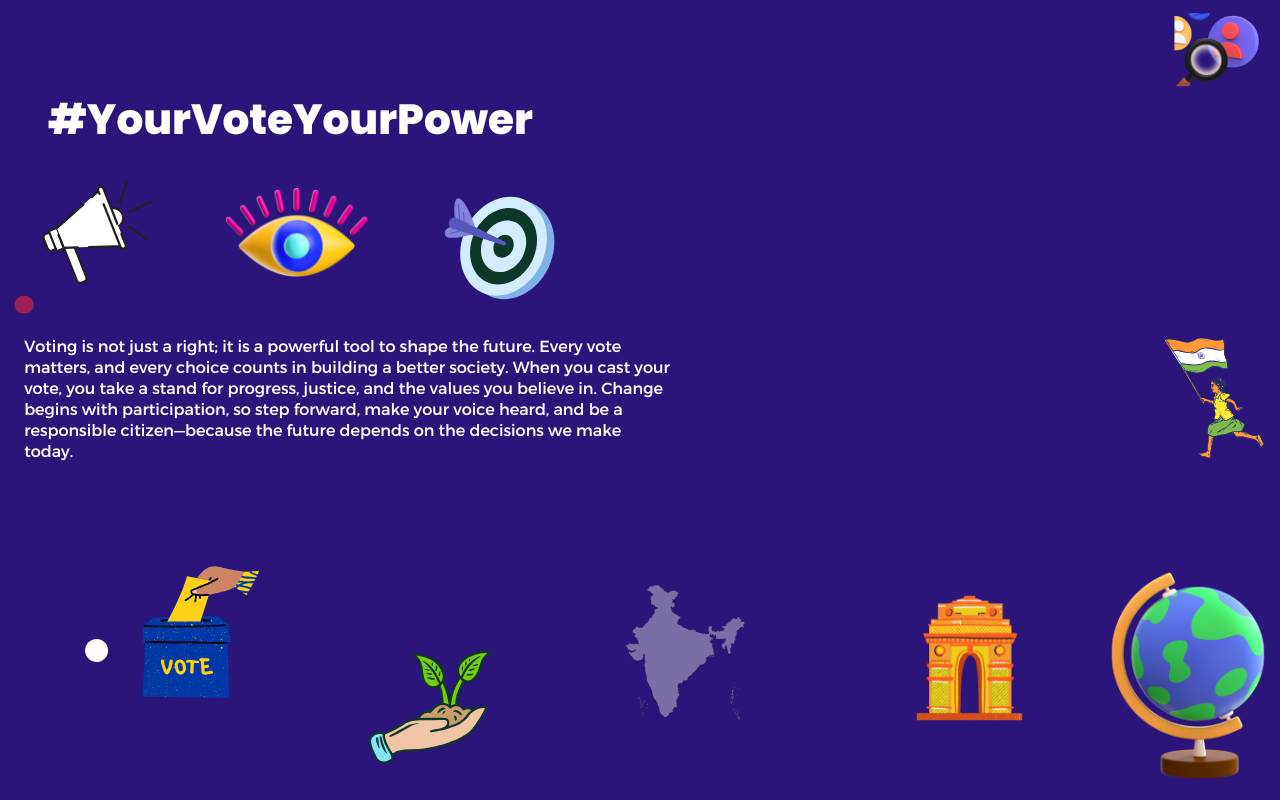 #YourVoteYourPower
Voting is not just a right; it is a powerful tool to shape the future. Every vote
matters, and every choice counts in building a better society. When you cast your
vote, you take a stand for progress, justice, and the values you believe in. Change
begins with participation, so step forward, make your voice heard, and be a
responsible citizen—because the future depends on the decisions we make
today.
VOTE